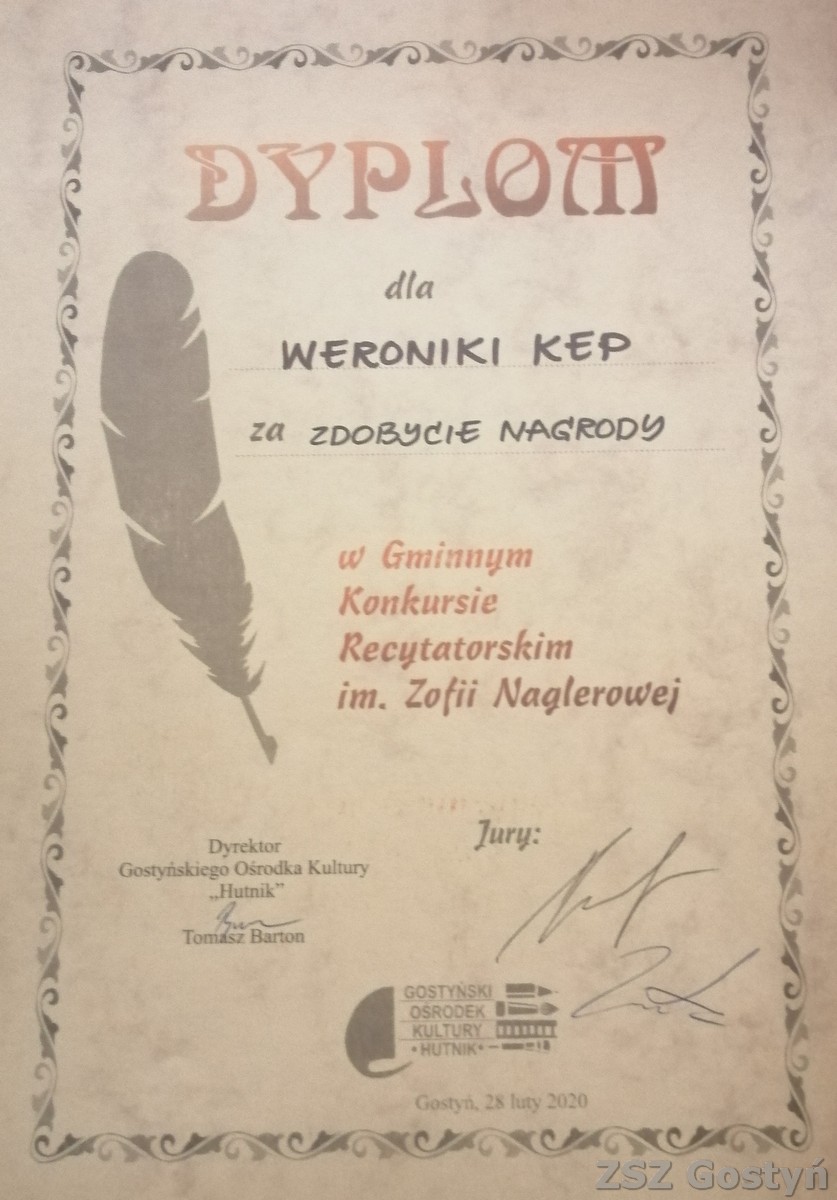 DYPLOM
dla
WERONIKI KEP
za ZDOBYCIE NAGRODY
w Gminnym
Konkursie
Recytatorskim
im. Zofii Naglerowej
Dyrektor
Gostyńskiego Ośrodka Kultury
„Hutnik”
Tomasz Barton
Jury:
GOSTYŃSKI
OŚRODEK
KULTURY
•HUTNIK•
Gostyń, 28 luty 2020
ZSZ Gostyń